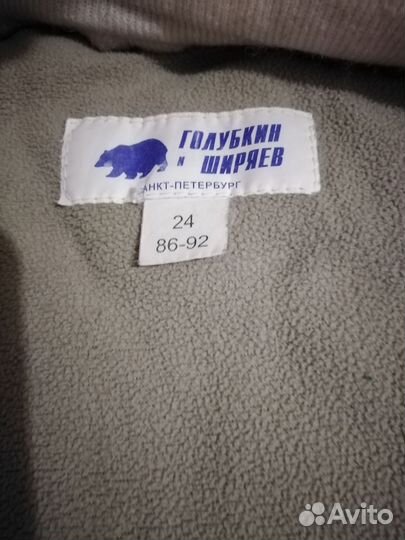 ГОЛУБКИН
и ШИРЯЕВ
АНКТ-ПЕТЕРБУРГ
24
86-92
Avito